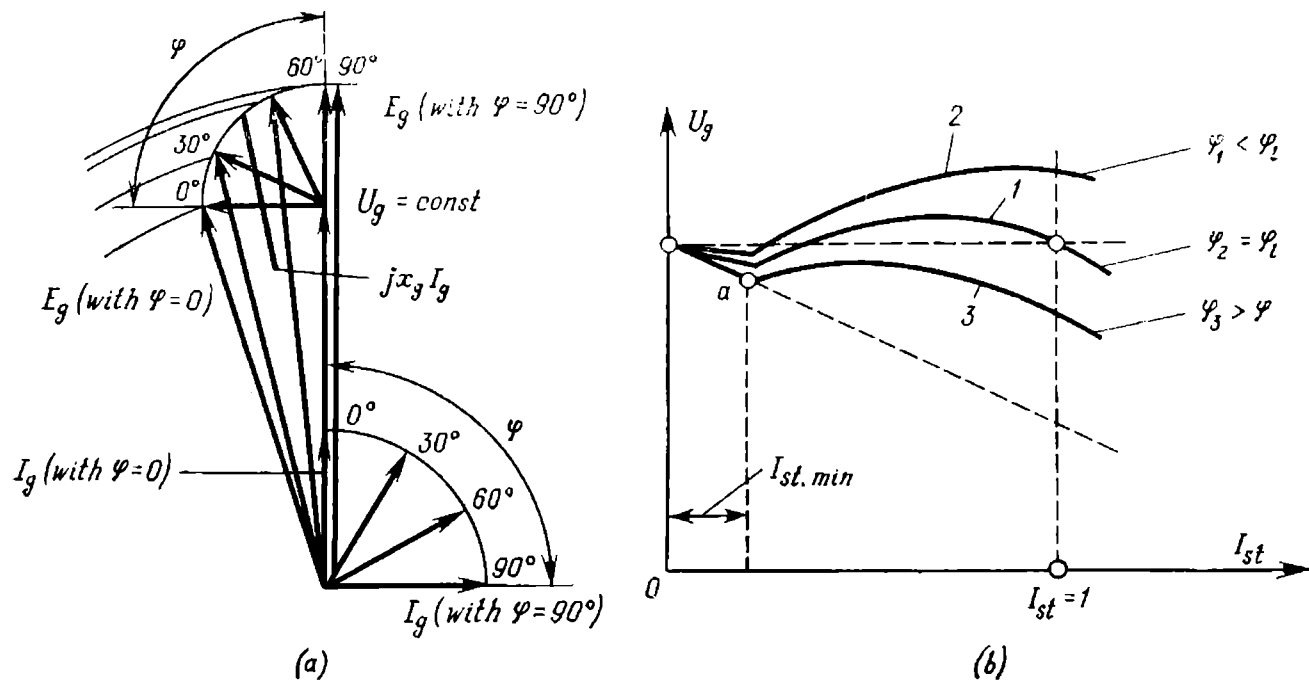 φ
60° 90°
E_g (with φ=90°)
30°
0°
U_g = const
jx_g I_g
E_g (with φ=0)
0°
30°
φ
I_g (with φ=0)
60°
90°
I_g (with φ=90°)
(a)
U_g
2
φ_1 < φ_l
1
φ_2 = φ_l
a
3
φ_3 > φ
I_st.min
I_st
0
I_st = 1
(b)